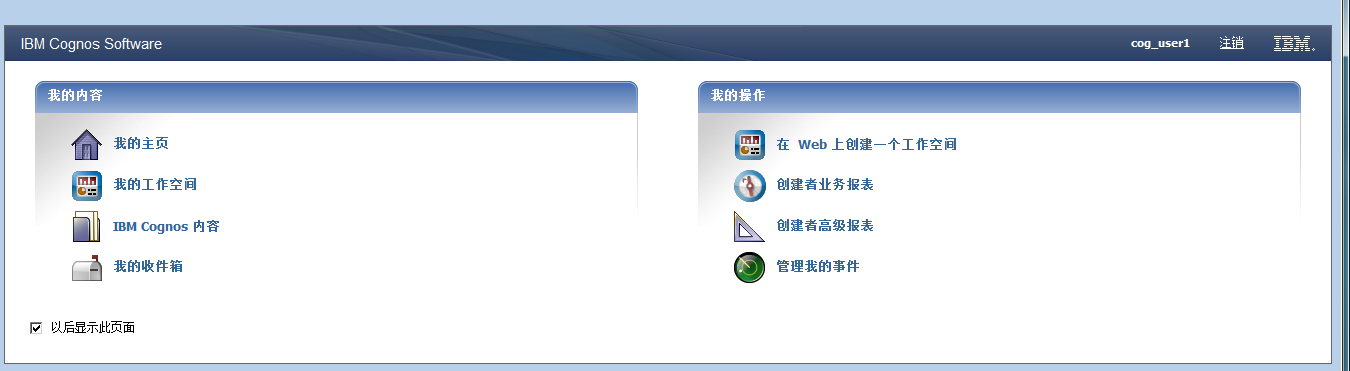 IBM Cognos Software
cog_user1 注销 IBM.
我的内容
我的主页
我的工作空间
IBM Cognos 内容
我的收件箱
我的操作
在 Web 上创建一个工作空间
创建者业务报表
创建者高级报表
管理我的事件
以后显示此页面